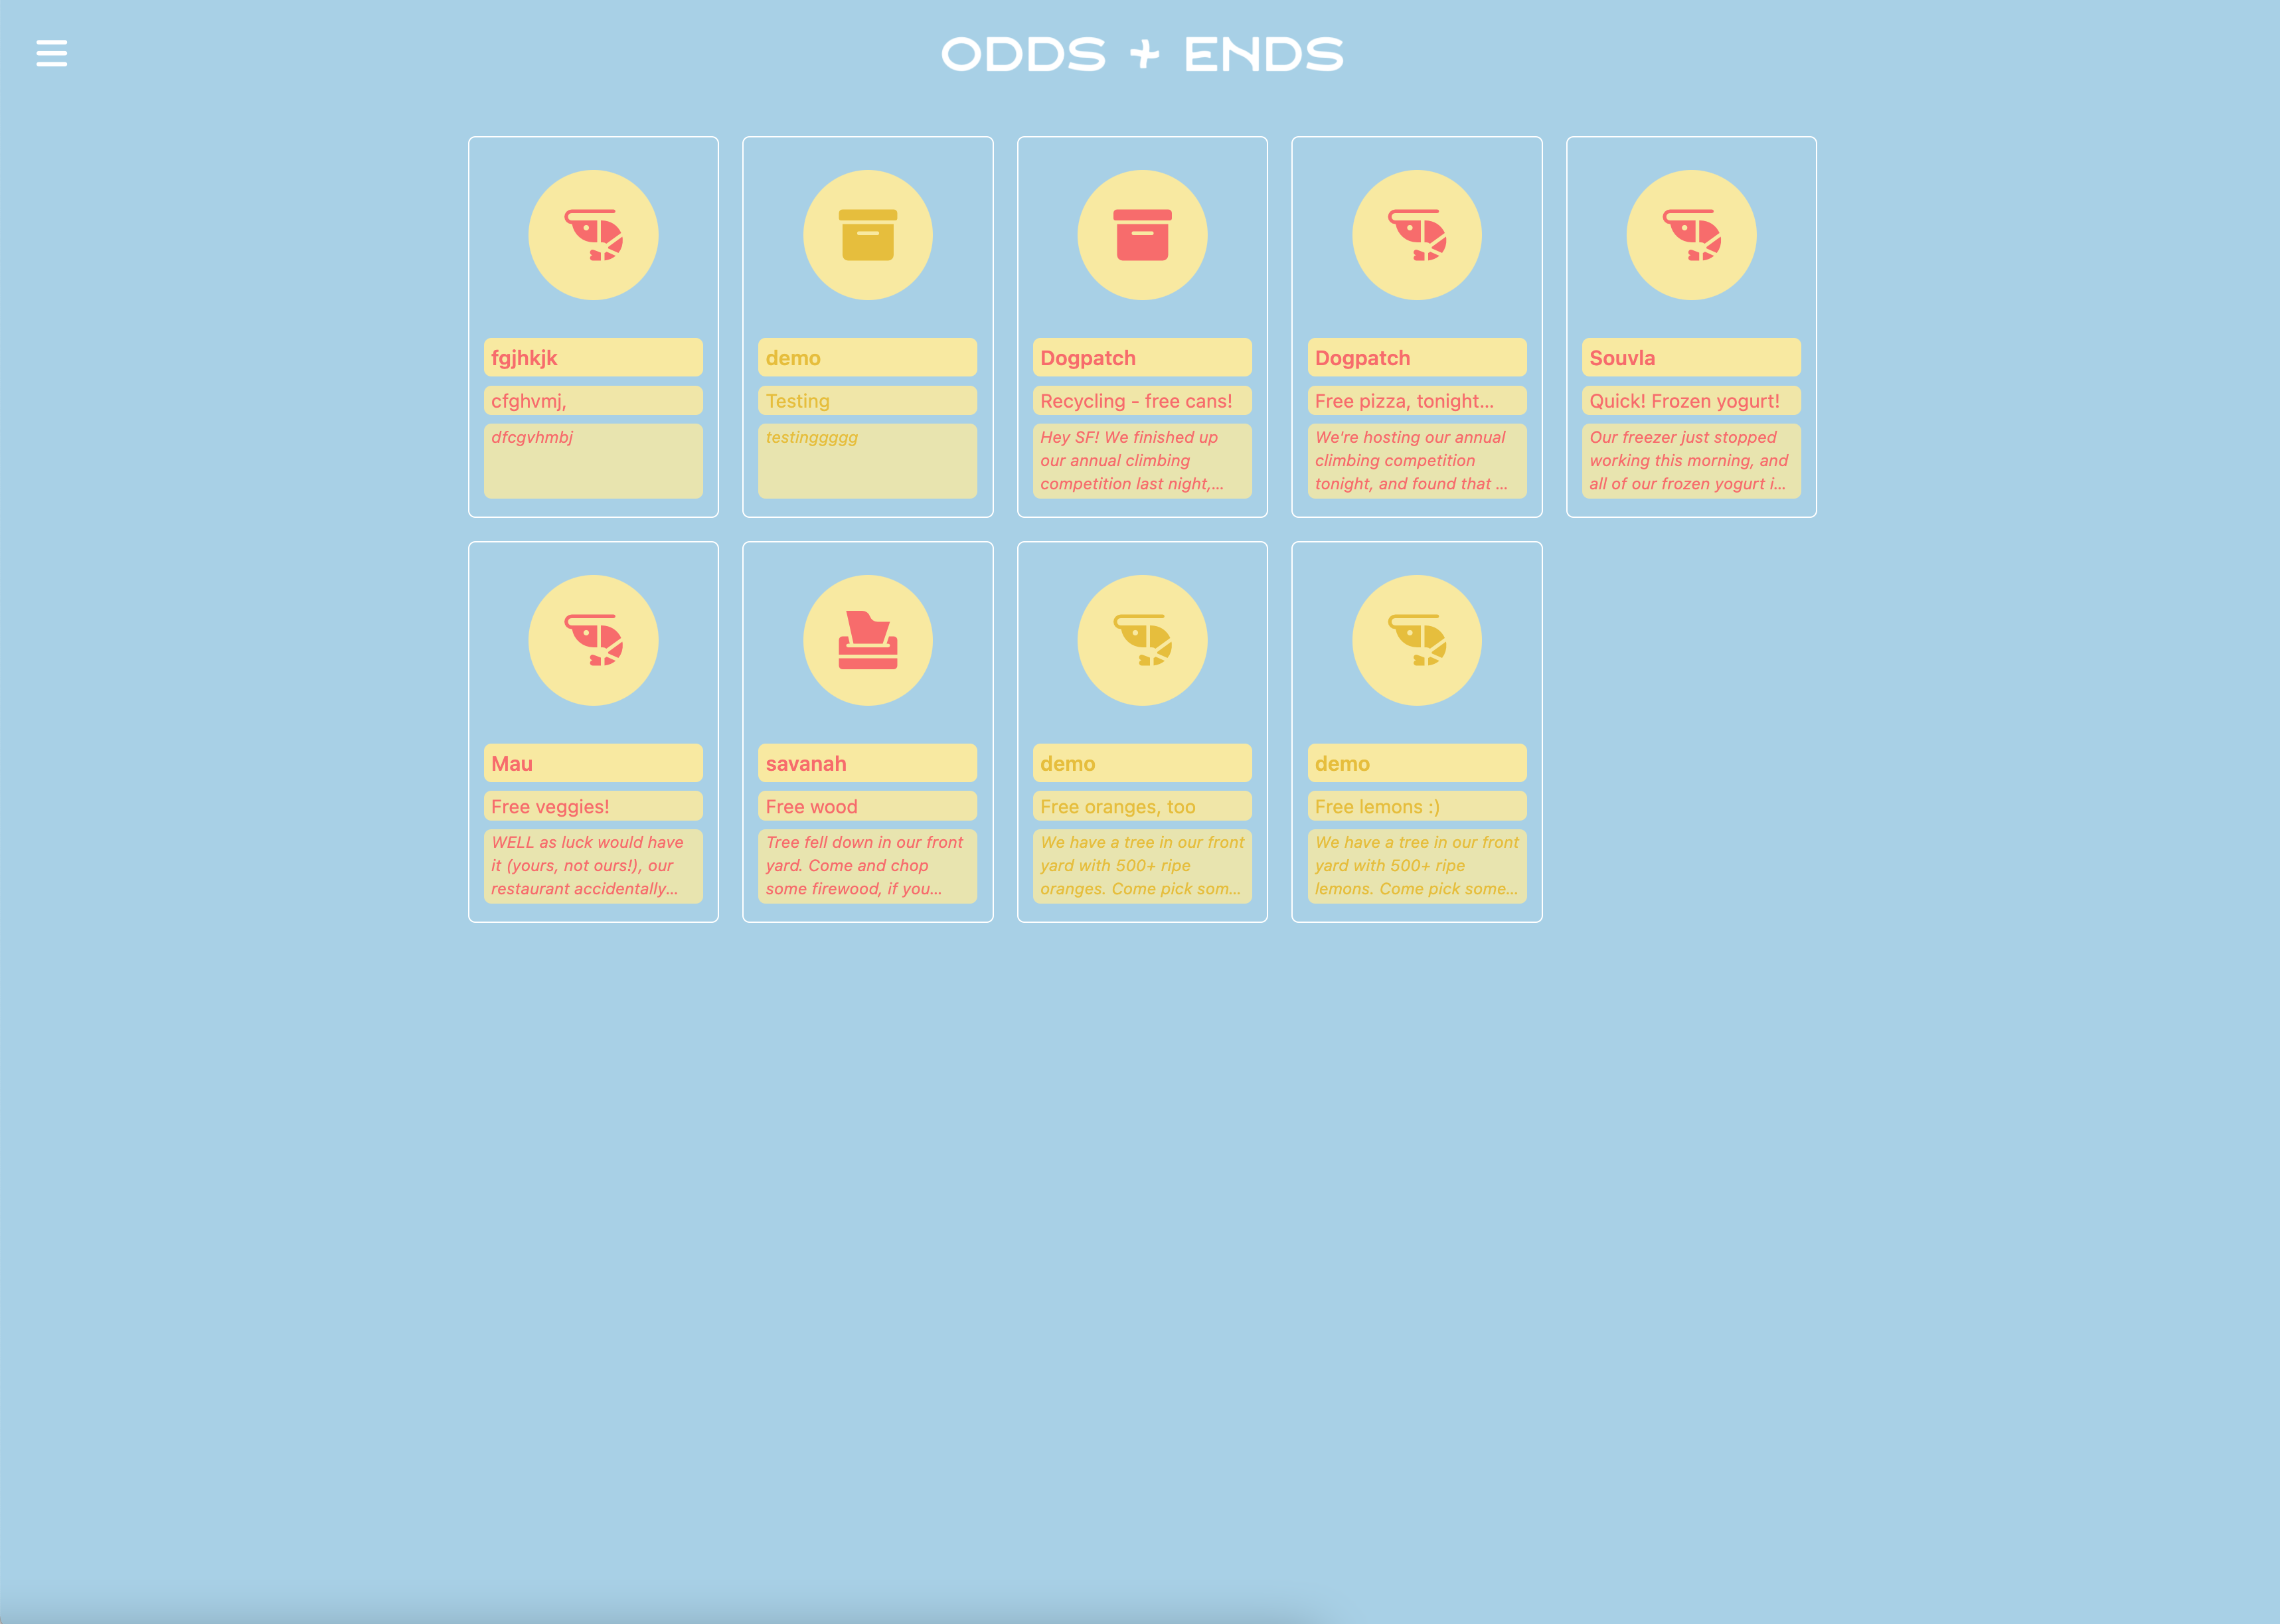 ODDS + ENDS
fgjhkjk
cfghvmj,
dfcgvhmbj
demo
Testing
testinggggg
Dogpatch
Recycling - free cans!
Hey SF! We finished up
our annual climbing
competition last night,...
Dogpatch
Free pizza, tonight...
We're hosting our annual
climbing competition
tonight, and found that ...
Souvla
Quick! Frozen yogurt!
Our freezer just stopped
working this morning, and
all of our frozen yogurt i...
Mau
Free veggies!
WELL as luck would have
it (yours, not ours!), our
restaurant accidentally...
savanah
Free wood
Tree fell down in our front
yard. Come and chop
some firewood, if you...
demo
Free oranges, too
We have a tree in our front
yard with 500+ ripe
oranges. Come pick som...
demo
Free lemons :)
We have a tree in our front
yard with 500+ ripe
lemons. Come pick some...